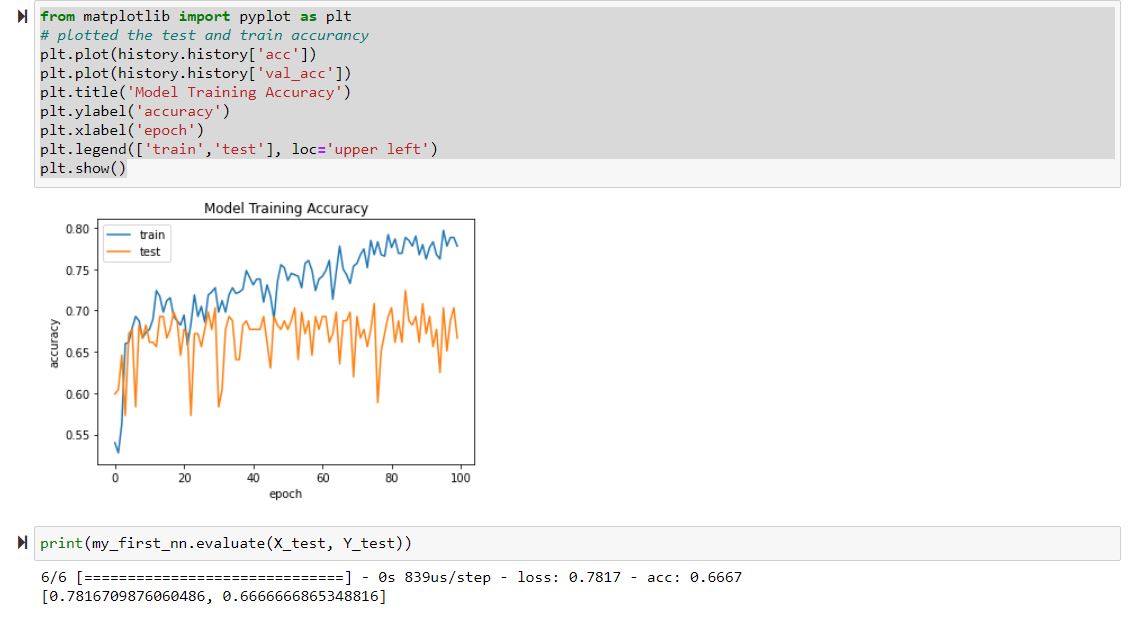 from matplotlib import pyplot as plt
# plotted the test and train accurancy
plt.plot(history.history['acc'])
plt.plot(history.history['val_acc'])
plt.title('Model Training Accuracy')
plt.ylabel('accuracy')
plt.xlabel('epoch')
plt.legend(['train','test'], loc='upper left')
plt.show()
Model Training Accuracy
train
test
0.80
0.75
0.70
0.65
0.60
0.55
accuracy
0 20 40 60 80 100
epoch
print(my_first_nn.evaluate(X_test, Y_test))
6/6 [==============================] - 0s 839us/step - loss: 0.7817 - acc: 0.6667
[0.7816709876060486, 0.6666666865348816]